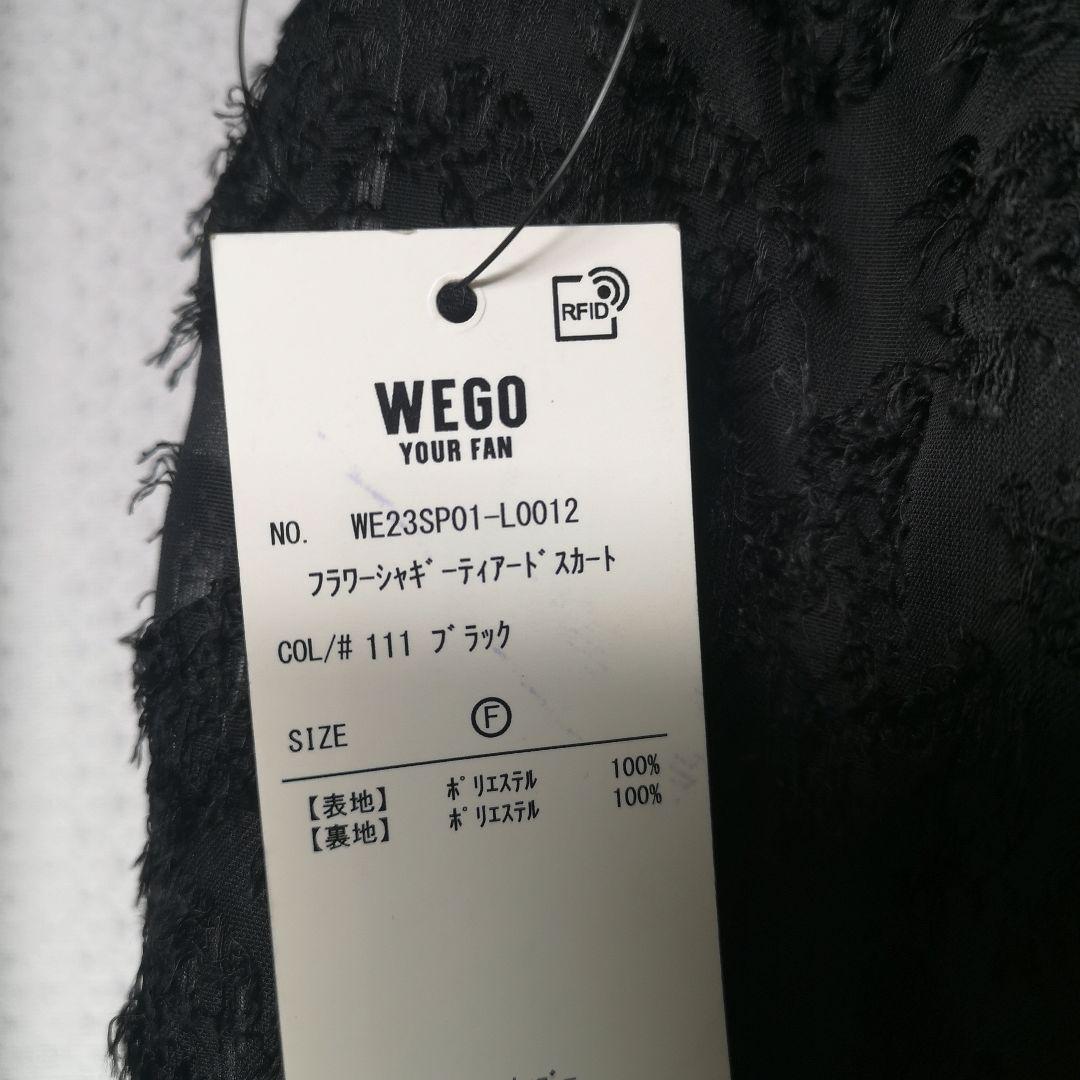 RFID
WEGO
YOUR FAN
NO. WE23SP01-L0012
フラワーシャギーティアードスカート
COL/# 111 ブラック
SIZE Ⓕ
【表地】 ポリエステル 100%
【裏地】 ポリエステル 100%